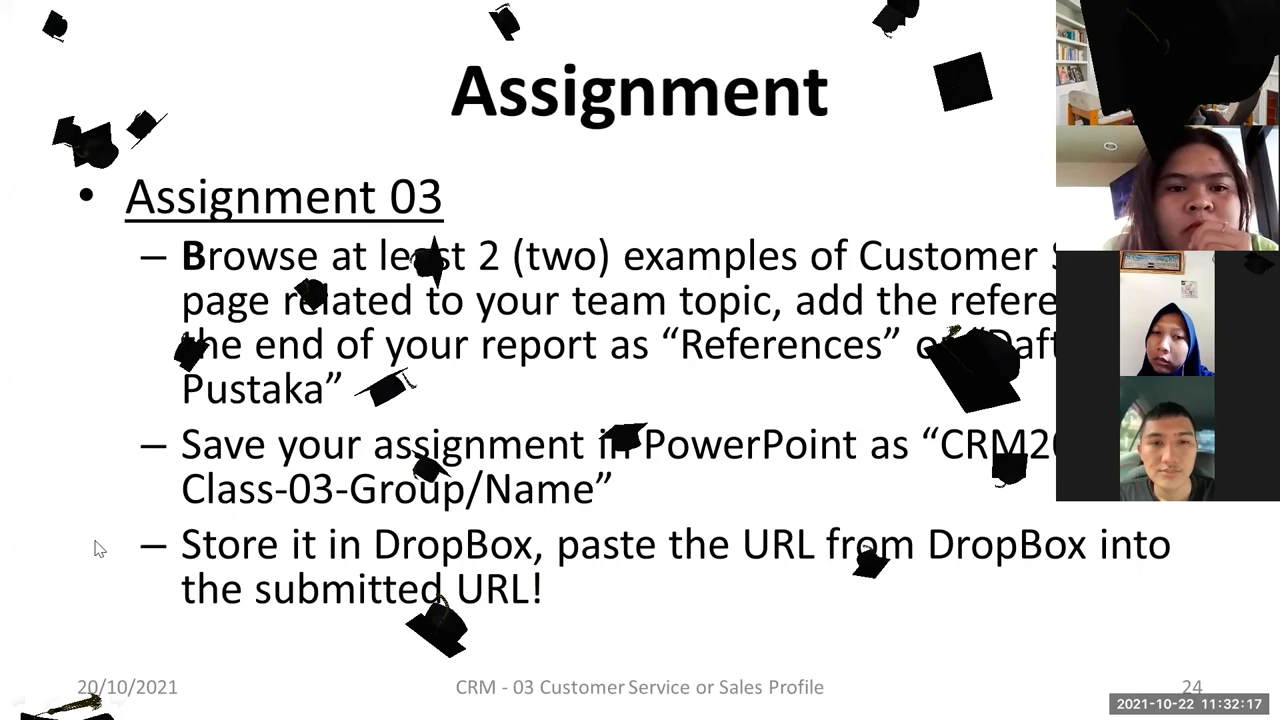 Assignment
• Assignment 03
– Browse at least 2 (two) examples of Customer
page related to your team topic, add the
the end of your report as “References” or
Pustaka”
– Save your assignment in PowerPoint as
Class-03-Group/Name”
– Store it in DropBox, paste the URL from DropBox into
the submitted URL!
20/10/2021
CRM - 03 Customer Service or Sales Profile
24
2021-10-22 11:32:17